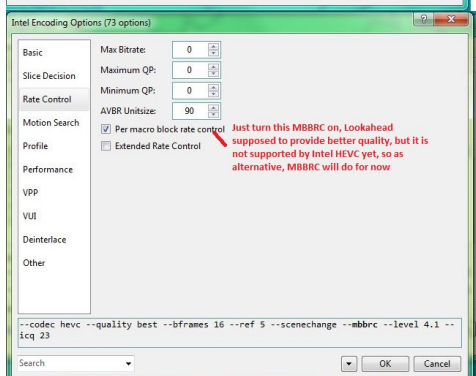 Intel Encoding Options (73 options)
Basic
Slice Decision
Rate Control
Motion Search
Profile
Performance
VPP
VUI
Deinterlace
Other
Max Bitrate: 0
Maximum QP: 0
Minimum QP: 0
AVBR Unitsize: 90
Per macro block rate control
Extended Rate Control
Just turn this MBBRC on, Lookahead
supposed to provide better quality, but it is
not supported by Intel HEVC yet, so as
alternative, MBBRC will do for now
--codec hevc --quality best --bframes 16 --ref 5 --scenechange --mbbrc --level 4.1 --
icq 23
Search
OK
Cancel